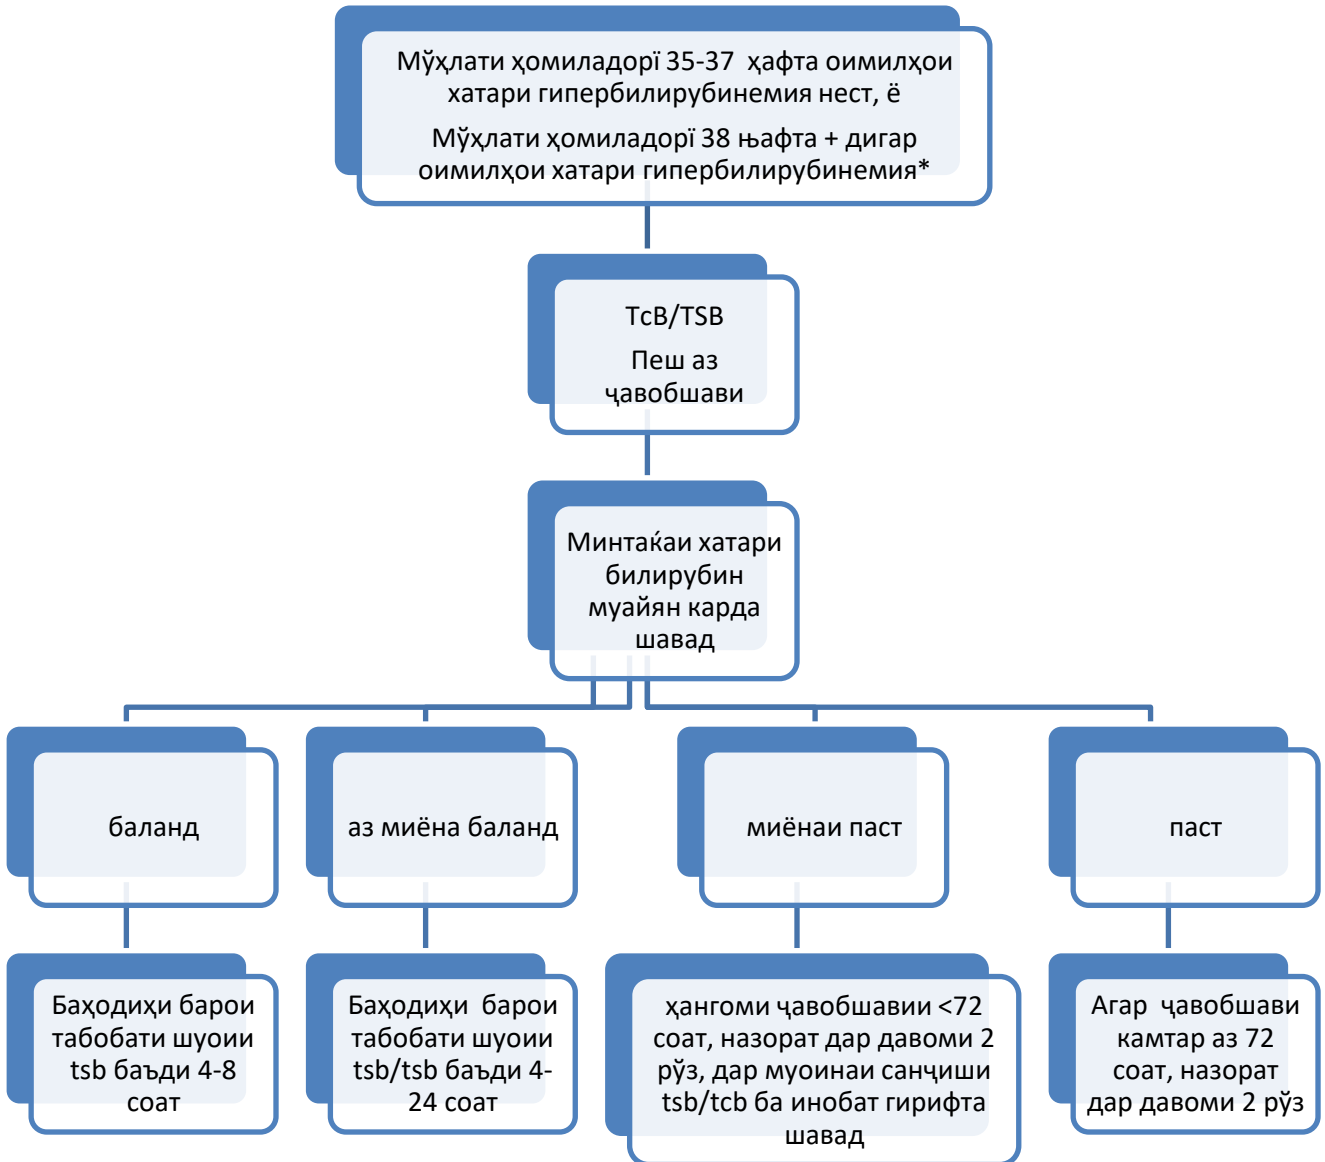 Мўҳлати ҳомиладорї 35-37 ҳафта оимилҳои
хатари гипербилирубинемия нест, ё
Мўҳлати ҳомиладорї 38 њафта + дигар
оимилҳои хатари гипербилирубинемия*
TcB/TSB
Пеш аз
ҷавобшави
Минтаќаи хатари
билирубин
муайян карда
шавад
баланд
аз миёна баланд
миёнаи паст
паст
Баҳодиҳи барои
табобати шуоии
tsb баъди 4-8
соат
Баҳодиҳи барои
табобати шуоии
tsb/tsb баъди 4-
24 соат
ҳангоми ҷавобшавии <72
соат, назорат дар давоми 2
рўз, дар муоинаи санҷиши
tsb/tcb ба инобат гирифта
шавад
Агар ҷавобшави
камтар аз 72
соат, назорат
дар давоми 2 рўз